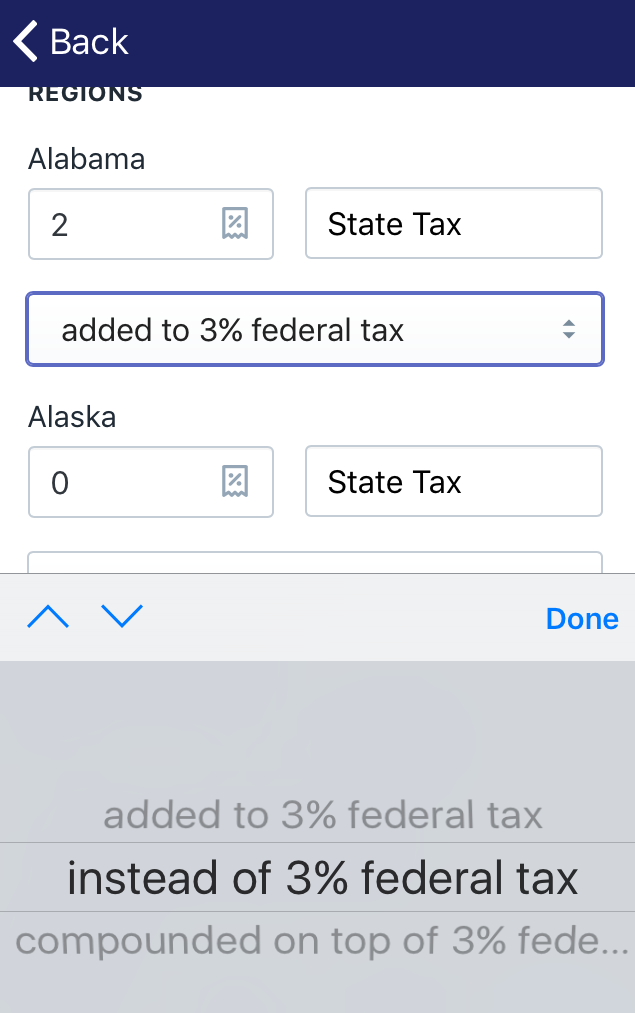 Back
REGIONS
Alabama
2 State Tax
added to 3% federal tax
Alaska
0 State Tax
Done
added to 3% federal tax
instead of 3% federal tax
compounded on top of 3% fede...